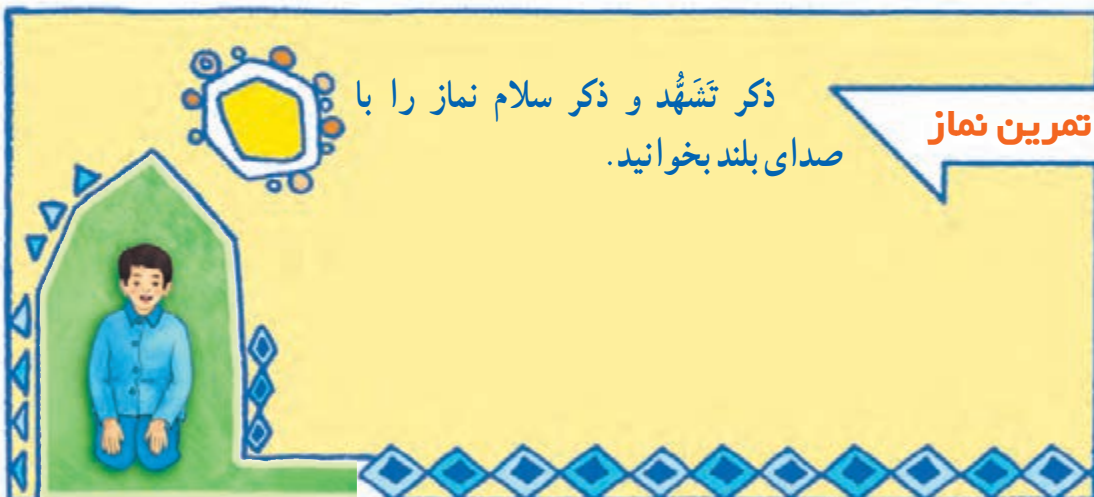 تمرین نماز
ذکر تَشَهُّد و ذکر سلام نماز را با
صدای بلند بخوانید.